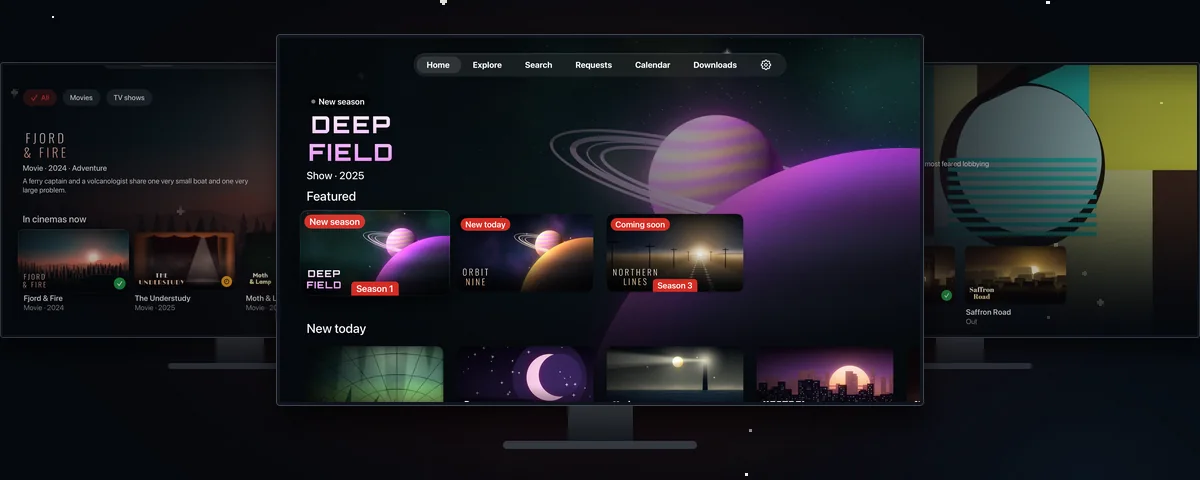 All
Movies
TV shows
FJORD
& FIRE
Movie · 2024 · Adventure
A ferry captain and a volcanologist share one very small boat and one very
large problem.
In cinemas now
FJORD
& FIRE
THE
UNDERSTUDY
Moth
& Lamp
Fjord & Fire
Movie · 2024
The Understudy
Movie · 2025
Moth & L
Movie · 20
Home
Explore
Search
Requests
Calendar
Downloads
New season
DEEP
FIELD
Show · 2025
Featured
New season
DEEP
FIELD
Season 1
New today
ORBIT
NINE
Coming soon
NORTHERN
LINES
Season 3
New today
most feared lobbying
Saffron
Road
Saffron Road
Out